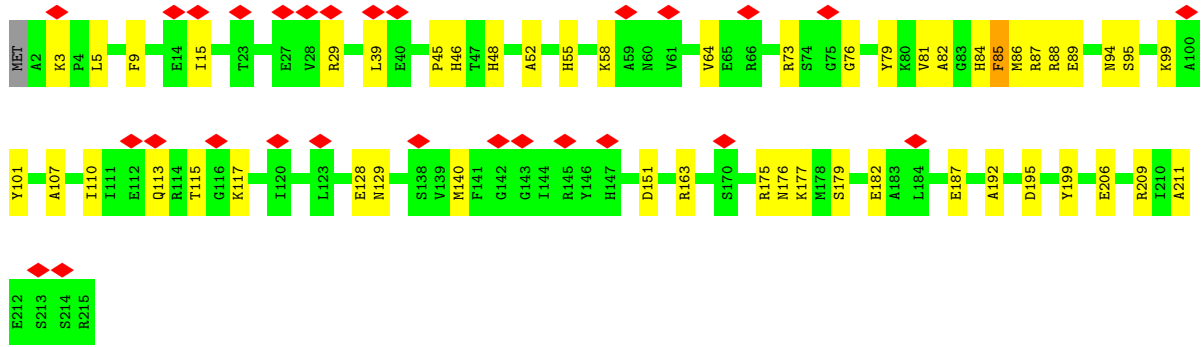 MET A2 K3 P4 L5 F9 E14 I15 T23 E27 V28 R29 L39 E40 P45 H46 T47 H48 A52 H55 K58 A59 N60 V61 V64 E65 R66 R73 S74 G75 G76 Y79 K80 V81 A82 G83 H84 F85 M86 R87 R88 E89 N94 S95 K99 A100
Y101 A107 I110 I111 E112 Q113 R114 T115 G116 K117 I120 L123 E128 N129 S138 V139 M140 F141 G142 G143 I144 R145 Y146 H147 D151 R163 S170 R175 N176 K177 M178 S179 E182 A183 L184 E187 A192 D195 Y199 E206 R209 I210 A211
E212 S213 S214 R215